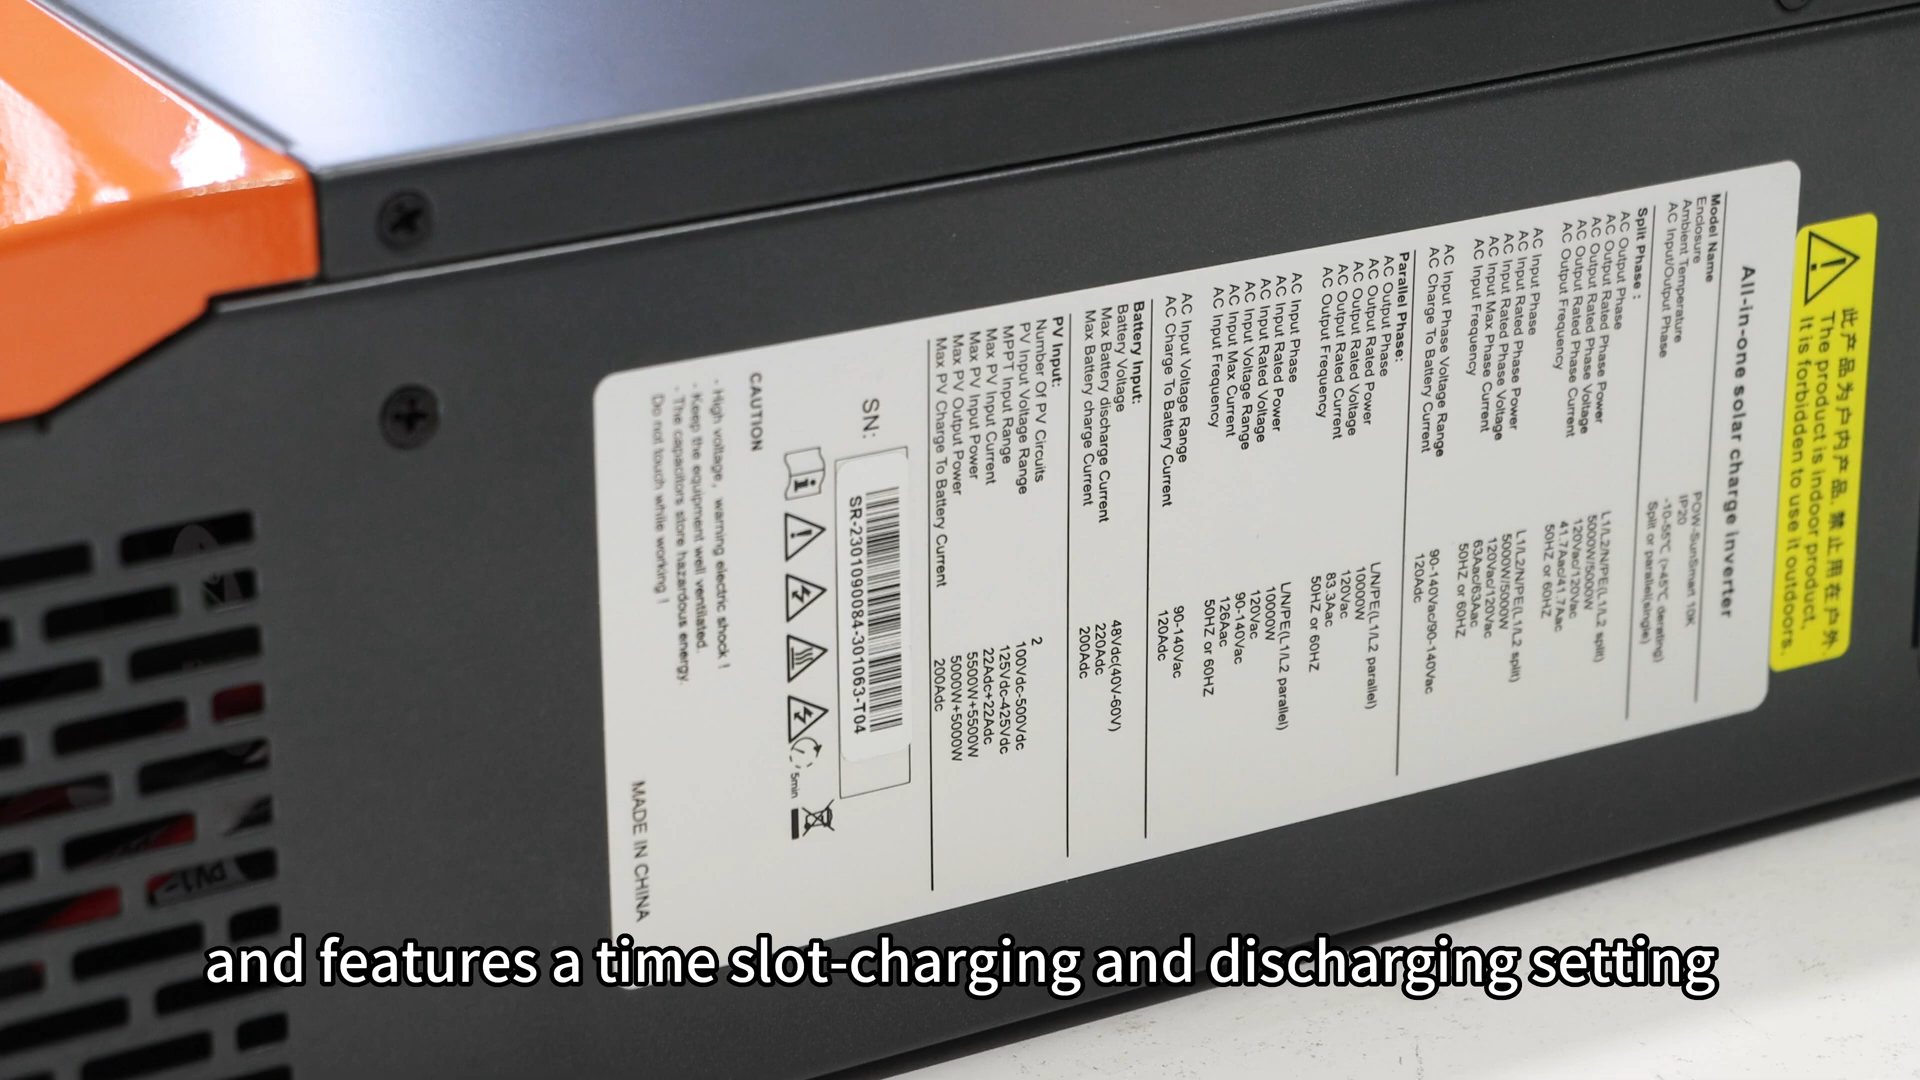 此产品为户内产品,禁止用在户外.
The product is indoor product,
It is forbidden to use it outdoors.
All-in-one solar charge inverter
Model Name POW-SunSmart 10K
Enclosure IP20
Ambient Temperature -10-55℃ (>45℃ derating)
AC Input/Output Phase Split or parallel(single)
Split Phase :
AC Output Phase L1/L2/N/PE(L1/L2 split)
AC Output Rated Phase Power 5000W/5000W
AC Output Rated Phase Voltage 120Vac/120Vac
AC Output Rated Phase Current 41.7Aac/41.7Aac
AC Output Frequency 50HZ or 60HZ
AC Input Phase L1/L2/N/PE(L1/L2 split)
AC Input Rated Phase Power 5000W/5000W
AC Input Rated Phase Voltage 120Vac/120Vac
AC Input Max Phase Current 63Aac/63Aac
AC Input Frequency 50HZ or 60HZ
AC Input Phase Voltage Range 90-140Vac/90-140Vac
AC Charge To Battery Current 120Adc
Parallel Phase:
AC Output Phase L/N/PE(L1/L2 parallel)
AC Output Rated Power 10000W
AC Output Rated Voltage 120Vac
AC Output Rated Current 83.3Aac
AC Output Frequency 50HZ or 60HZ
AC Input Phase L/N/PE(L1/L2 parallel)
AC Input Rated Power 10000W
AC Input Rated Voltage 120Vac
AC Input Voltage Range 90-140Vac
AC Input Max Current 126Aac
AC Input Frequency 50HZ or 60HZ
AC Input Voltage Range 90-140Vac
AC Charge To Battery Current 120Adc
Battery Input:
Battery Voltage 48Vdc(40V-60V)
Max Battery discharge Current 220Adc
Max Battery charge Current 200Adc
PV Input:
Number Of PV Circuits 2
PV Input Voltage Range 100Vdc-500Vdc
MPPT Input Range 125Vdc-425Vdc
Max PV Input Current 22Adc+22Adc
Max PV Input Power 5500W+5500W
Max PV Output Power 5000W+5000W
Max PV Charge To Battery Current 200Adc
SN:
SR-2301090084-301063-T04
5min
CAUTION
- High voltage，warning electric shock！
- Keep the equipment well ventilated.
- The capacitors store hazardous energy.
Do not touch while working！
MADE IN CHINA
PV1-
and features a time slot-charging and discharging setting